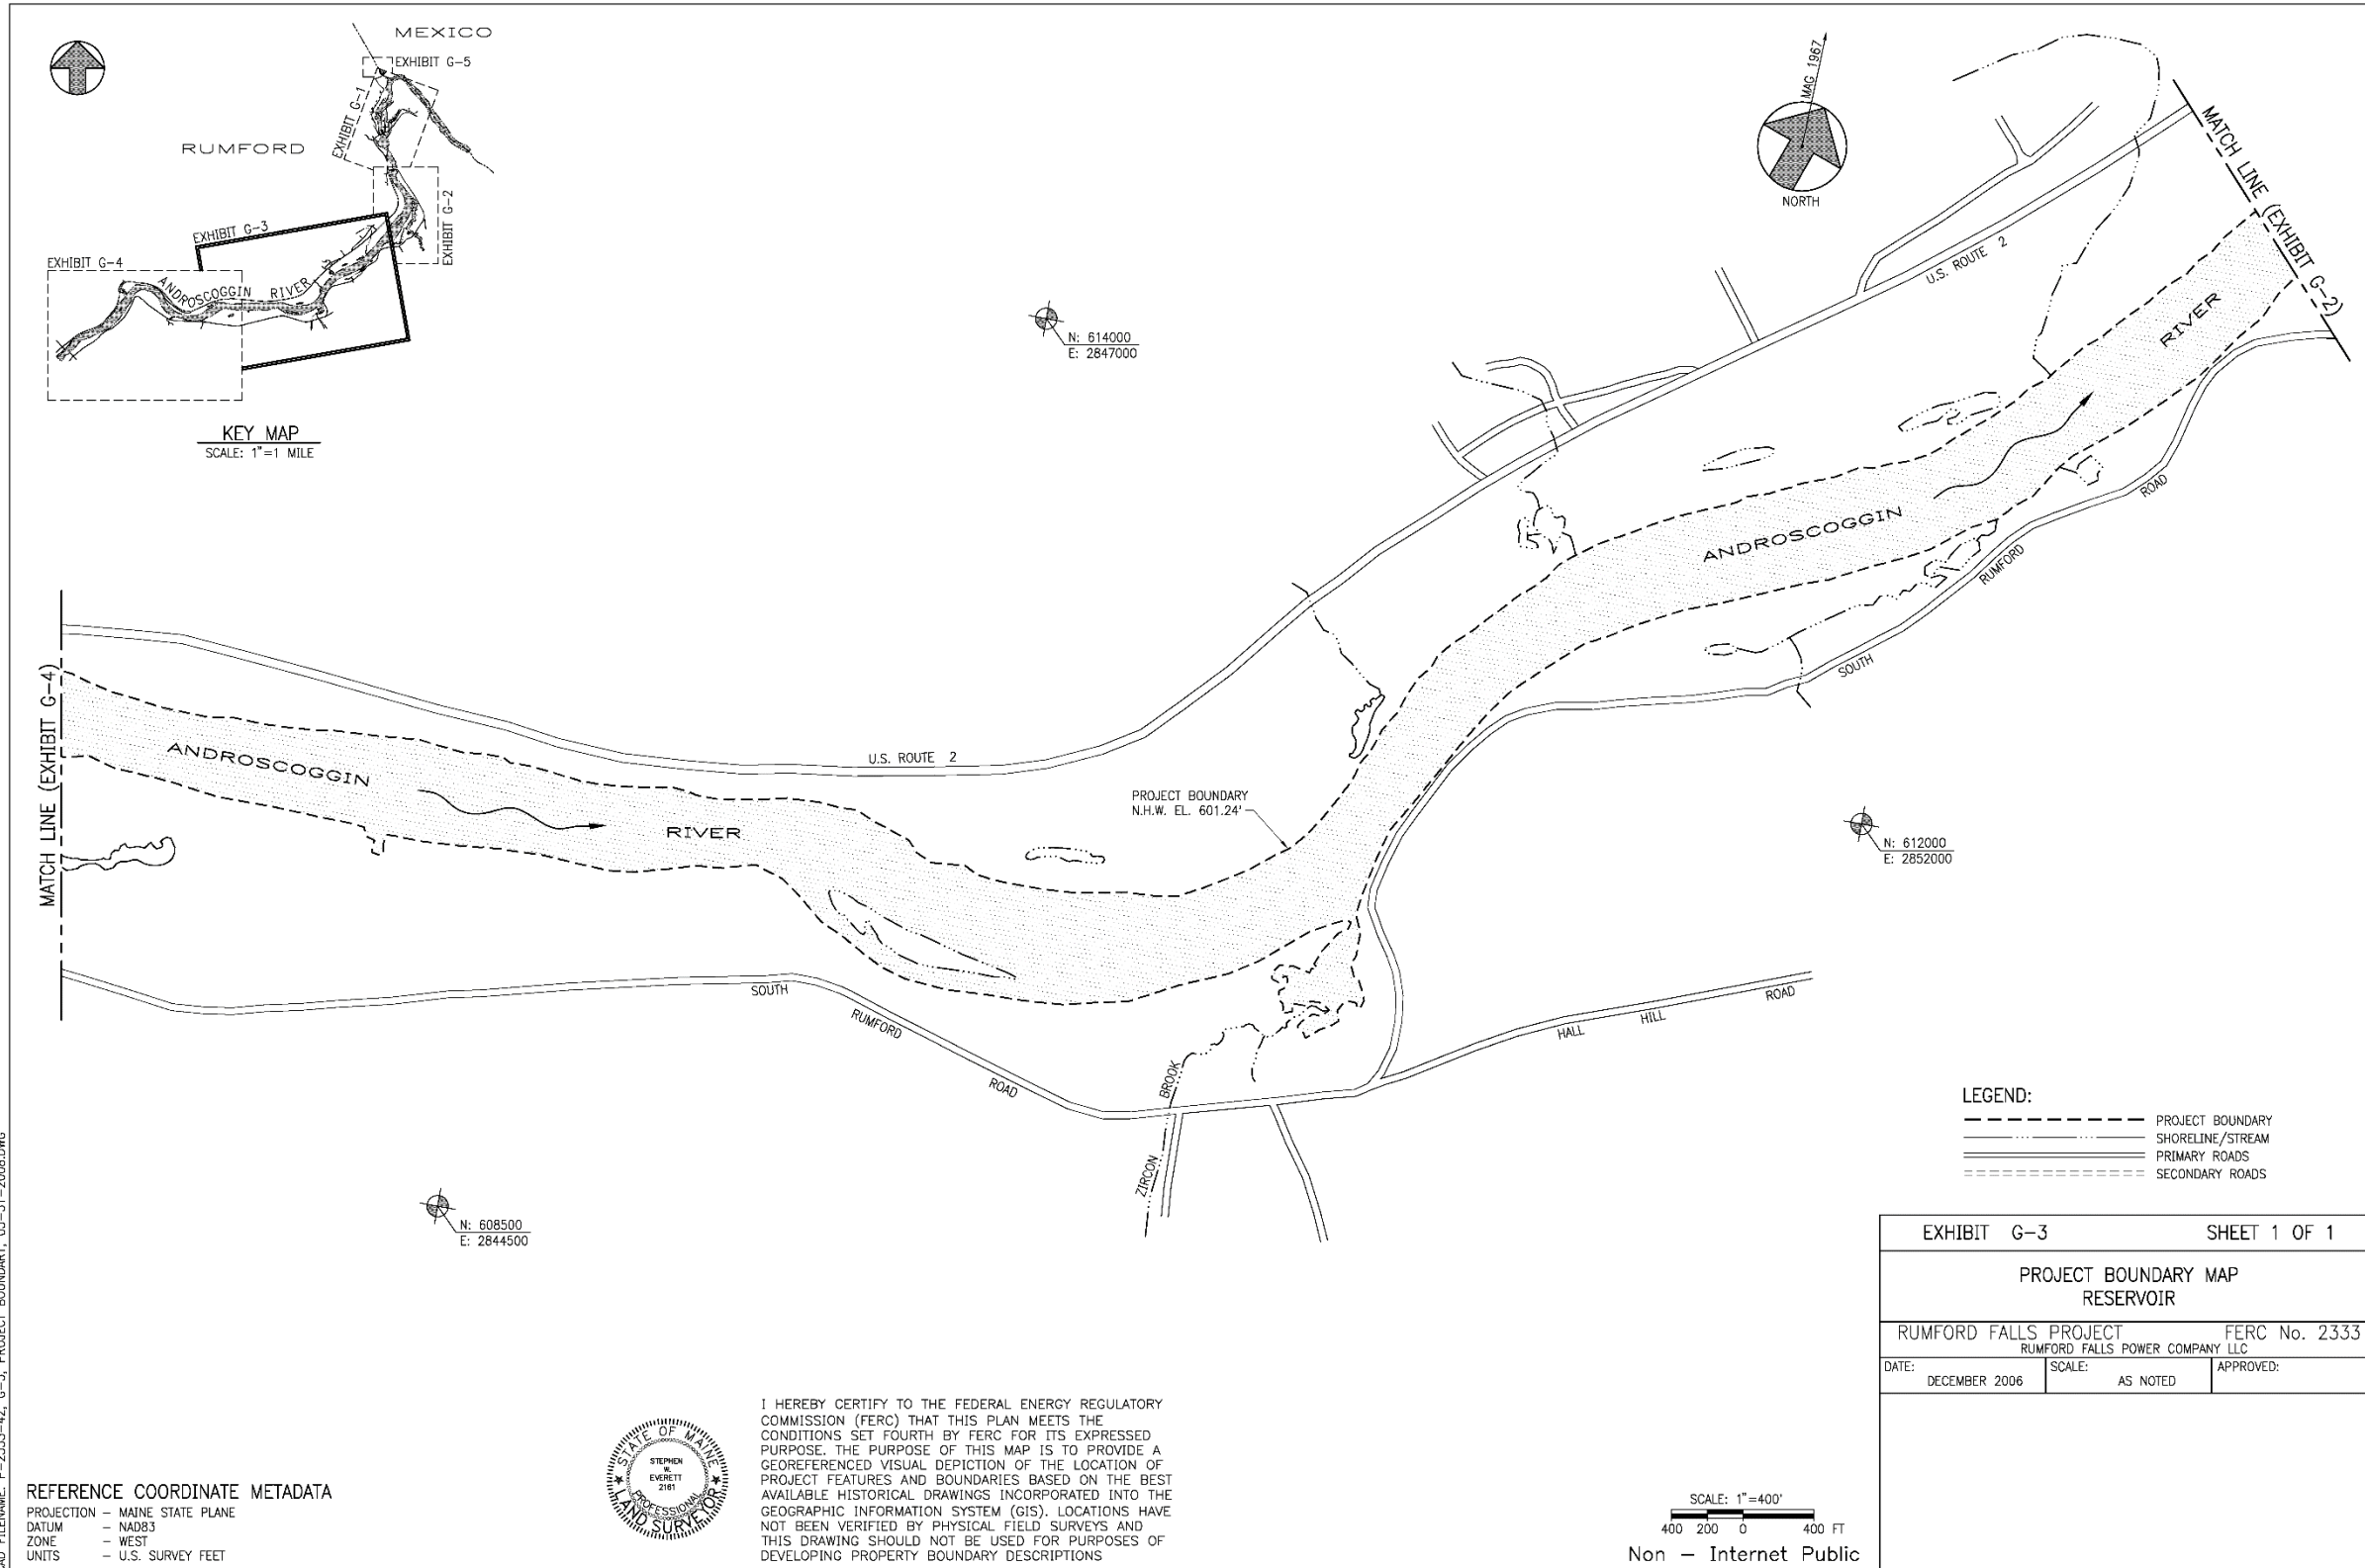 MEXICO
EXHIBIT G-5
EXHIBIT G-1
RUMFORD
EXHIBIT G-2
EXHIBIT G-3
EXHIBIT G-4
ANDROSCOGGIN RIVER
KEY MAP
SCALE: 1"=1 MILE
MAG 1967
NORTH
N: 614000
E: 2847000
MATCH LINE (EXHIBIT G-2)
U.S. ROUTE 2
RIVER
ANDROSCOGGIN
ROAD
RUMFORD
SOUTH
MATCH LINE (EXHIBIT G-4)
ANDROSCOGGIN
RIVER
U.S. ROUTE 2
PROJECT BOUNDARY
N.H.W. EL. 601.24'
N: 612000
E: 2852000
SOUTH
RUMFORD
ROAD
HALL HILL ROAD
ZIRCON BROOK
N: 608500
E: 2844500
LEGEND:
PROJECT BOUNDARY
SHORELINE/STREAM
PRIMARY ROADS
SECONDARY ROADS
EXHIBIT G-3 SHEET 1 OF 1
PROJECT BOUNDARY MAP
RESERVOIR
RUMFORD FALLS PROJECT FERC No. 2333
RUMFORD FALLS POWER COMPANY LLC
DATE: SCALE: APPROVED:
DECEMBER 2006 AS NOTED
REFERENCE COORDINATE METADATA
PROJECTION - MAINE STATE PLANE
DATUM - NAD83
ZONE - WEST
UNITS - U.S. SURVEY FEET
STATE OF MAINE
STEPHEN
W.
EVERETT
2161
PROFESSIONAL
LAND SURVEYOR
I HEREBY CERTIFY TO THE FEDERAL ENERGY REGULATORY
COMMISSION (FERC) THAT THIS PLAN MEETS THE
CONDITIONS SET FOURTH BY FERC FOR ITS EXPRESSED
PURPOSE. THE PURPOSE OF THIS MAP IS TO PROVIDE A
GEOREFERENCED VISUAL DEPICTION OF THE LOCATION OF
PROJECT FEATURES AND BOUNDARIES BASED ON THE BEST
AVAILABLE HISTORICAL DRAWINGS INCORPORATED INTO THE
GEOGRAPHIC INFORMATION SYSTEM (GIS). LOCATIONS HAVE
NOT BEEN VERIFIED BY PHYSICAL FIELD SURVEYS AND
THIS DRAWING SHOULD NOT BE USED FOR PURPOSES OF
DEVELOPING PROPERTY BOUNDARY DESCRIPTIONS
SCALE: 1"=400'
400 200 0 400 FT
Non - Internet Public